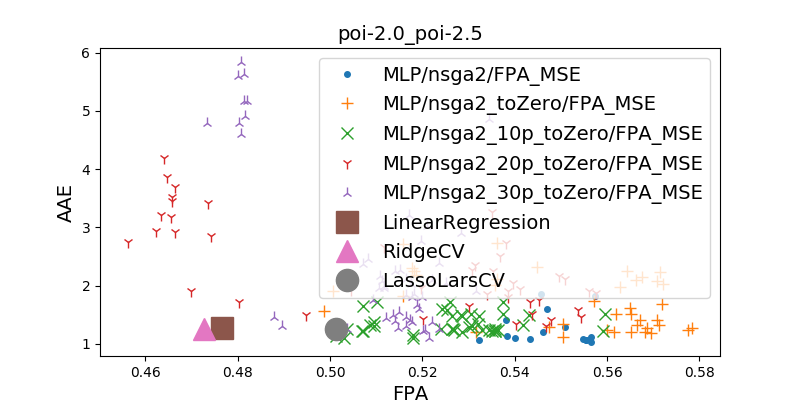 poi-2.0_poi-2.5
6
5
4
3
2
1
AAE
MLP/nsga2/FPA_MSE
MLP/nsga2_toZero/FPA_MSE
MLP/nsga2_10p_toZero/FPA_MSE
MLP/nsga2_20p_toZero/FPA_MSE
MLP/nsga2_30p_toZero/FPA_MSE
LinearRegression
RidgeCV
LassoLarsCV
0.46 0.48 0.50 0.52 0.54 0.56 0.58
FPA